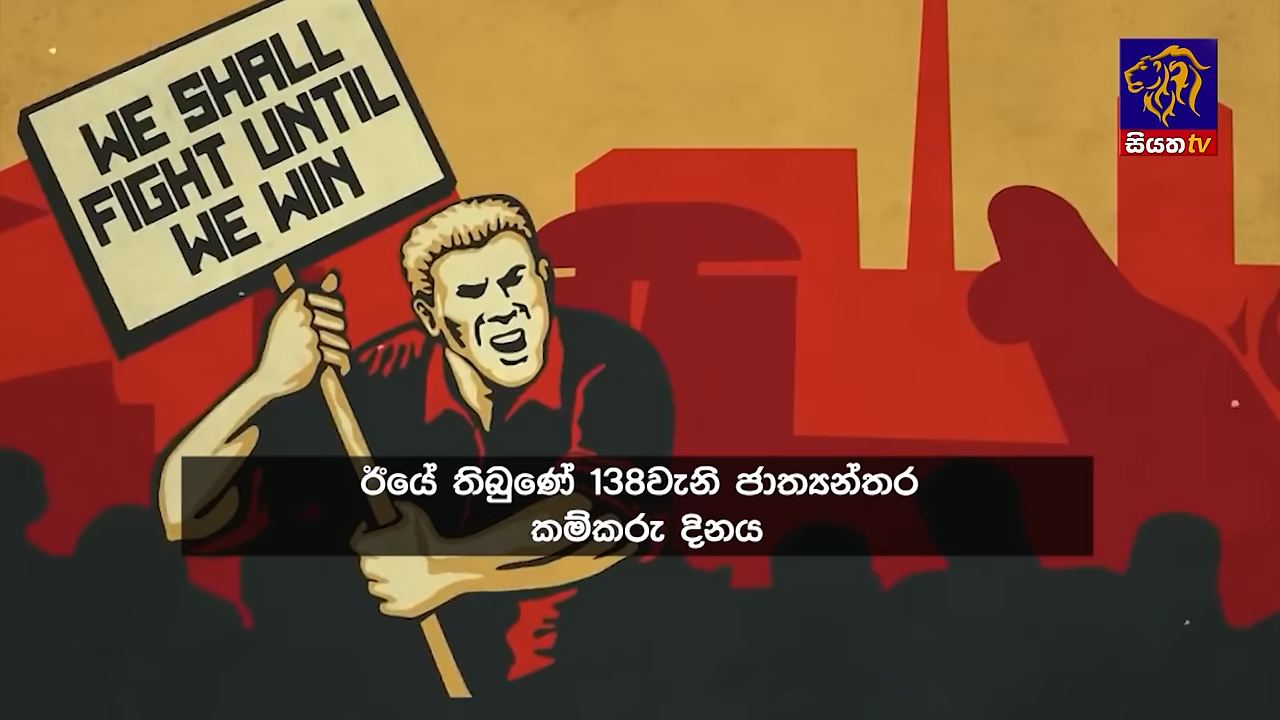 WE SHALL
FIGHT UNTIL
WE WIN
සියත tv
ඊයේ තිබුණේ 138වැනි ජාත්‍යන්තර
කම්කරු දිනය